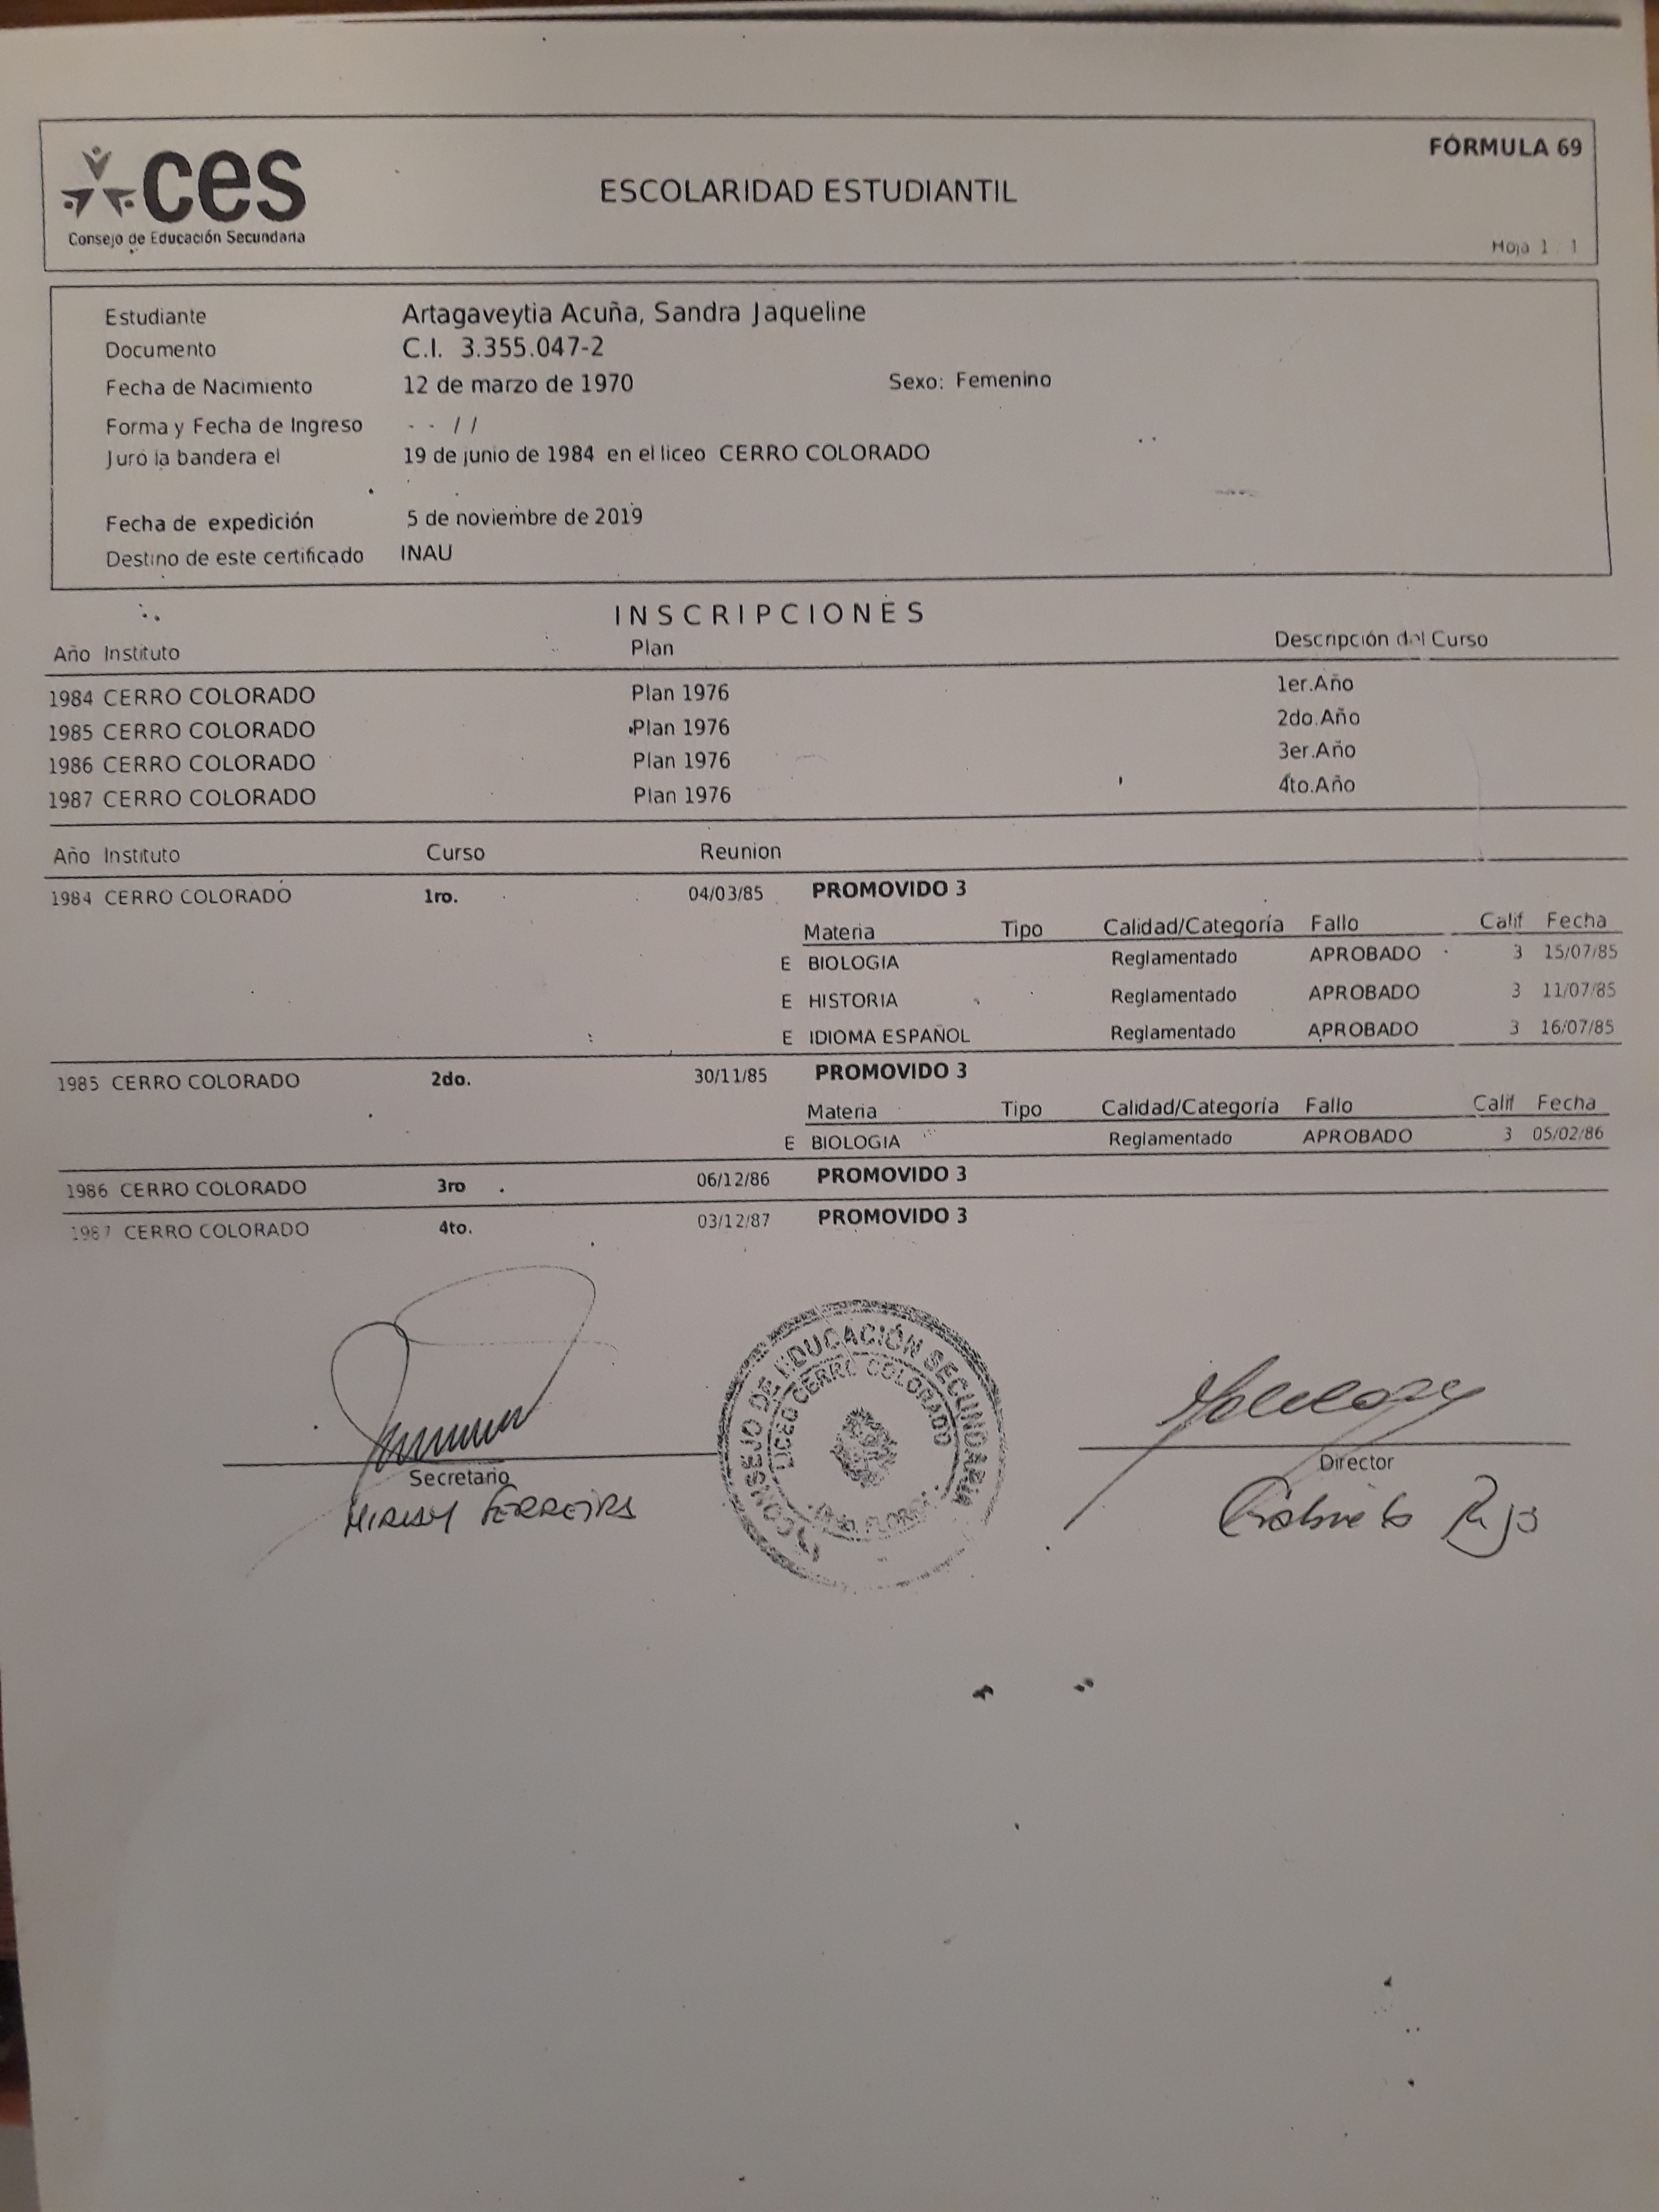 FÓRMULA 69
ces
ESCOLARIDAD ESTUDIANTIL
Consejo de Educación Secundaria
Hoja 1 1
Estudiante Artagaveytia Acuña, Sandra Jaqueline
Documento C.I. 3.355.047-2
Fecha de Nacimiento 12 de marzo de 1970 Sexo: Femenino
Forma y Fecha de Ingreso - - / /
Juró la bandera el 19 de junio de 1984 en el liceo CERRO COLORADO
Fecha de expedición 5 de noviembre de 2019
Destino de este certificado INAU
INSCRIPCIONES
Año Instituto Plan Descripción del Curso
1984 CERRO COLORADO Plan 1976 1er.Año
1985 CERRO COLORADO Plan 1976 2do.Año
1986 CERRO COLORADO Plan 1976 3er.Año
1987 CERRO COLORADO Plan 1976 4to.Año
Año Instituto Curso Reunion
1984 CERRO COLORADO 1ro. 04/03/85 PROMOVIDO 3
Materia Tipo Calidad/Categoría Fallo Calif Fecha
E BIOLOGIA Reglamentado APROBADO 3 15/07/85
E HISTORIA Reglamentado APROBADO 3 11/07/85
E IDIOMA ESPAÑOL Reglamentado APROBADO 3 16/07/85
1985 CERRO COLORADO 2do. 30/11/85 PROMOVIDO 3
Materia Tipo Calidad/Categoría Fallo Calif Fecha
E BIOLOGIA Reglamentado APROBADO 3 05/02/86
1986 CERRO COLORADO 3ro 06/12/86 PROMOVIDO 3
1987 CERRO COLORADO 4to. 03/12/87 PROMOVIDO 3
CONSEJO DE EDUCACIÓN SECUNDARIA
LICEO CERRO COLORADO
Secretario
FERREIRA
Director